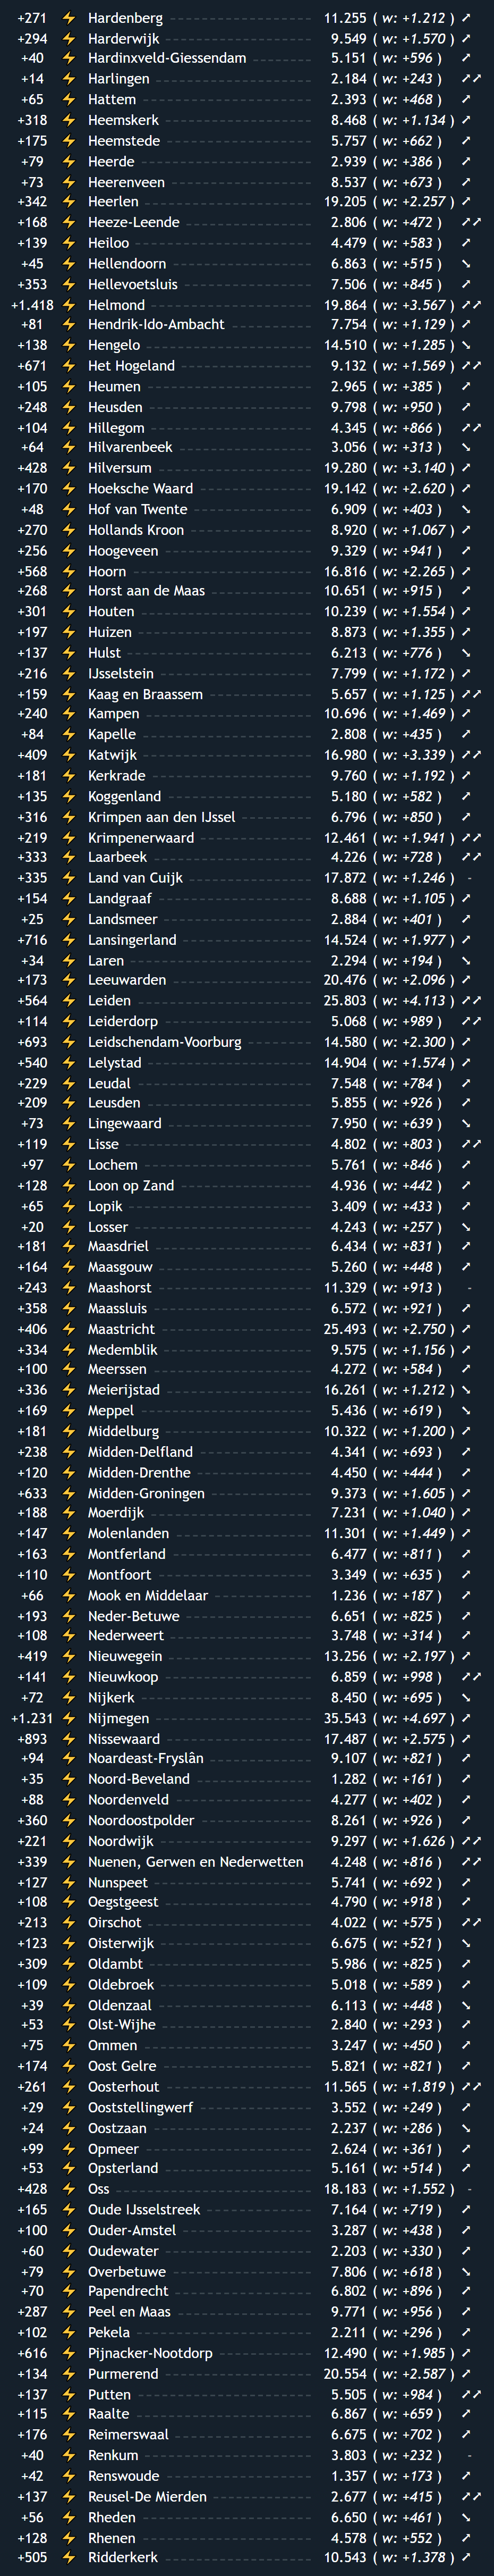 +271 ⚡ Hardenberg 11.255 ( w: +1.212 ) ↗
+294 ⚡ Harderwijk 9.549 ( w: +1.570 ) ↗
+40 ⚡ Hardinxveld-Giessendam 5.151 ( w: +596 ) ↗
+14 ⚡ Harlingen 2.184 ( w: +243 ) ↗↗
+65 ⚡ Hattem 2.393 ( w: +468 ) ↗
+318 ⚡ Heemskerk 8.468 ( w: +1.134 ) ↗
+175 ⚡ Heemstede 5.757 ( w: +662 ) ↗
+79 ⚡ Heerde 2.939 ( w: +386 ) ↗
+73 ⚡ Heerenveen 8.537 ( w: +673 ) ↗
+342 ⚡ Heerlen 19.205 ( w: +2.257 ) ↗
+168 ⚡ Heeze-Leende 2.806 ( w: +472 ) ↗↗
+139 ⚡ Heiloo 4.479 ( w: +583 ) ↗
+45 ⚡ Hellendoorn 6.863 ( w: +515 ) ↘
+353 ⚡ Hellevoetsluis 7.506 ( w: +845 ) ↗
+1.418 ⚡ Helmond 19.864 ( w: +3.567 ) ↗↗
+81 ⚡ Hendrik-Ido-Ambacht 7.754 ( w: +1.129 ) ↗
+138 ⚡ Hengelo 14.510 ( w: +1.285 ) ↘
+671 ⚡ Het Hogeland 9.132 ( w: +1.569 ) ↗↗
+105 ⚡ Heumen 2.965 ( w: +385 ) ↗
+248 ⚡ Heusden 9.798 ( w: +950 ) ↗
+104 ⚡ Hillegom 4.345 ( w: +866 ) ↗↗
+64 ⚡ Hilvarenbeek 3.056 ( w: +313 ) ↘
+428 ⚡ Hilversum 19.280 ( w: +3.140 ) ↗
+170 ⚡ Hoeksche Waard 19.142 ( w: +2.620 ) ↗
+48 ⚡ Hof van Twente 6.909 ( w: +403 ) ↘
+270 ⚡ Hollands Kroon 8.920 ( w: +1.067 ) ↗
+256 ⚡ Hoogeveen 9.329 ( w: +941 ) ↗
+568 ⚡ Hoorn 16.816 ( w: +2.265 ) ↗
+268 ⚡ Horst aan de Maas 10.651 ( w: +915 ) ↗
+301 ⚡ Houten 10.239 ( w: +1.554 ) ↗
+197 ⚡ Huizen 8.873 ( w: +1.355 ) ↗
+137 ⚡ Hulst 6.213 ( w: +776 ) ↘
+216 ⚡ IJsselstein 7.799 ( w: +1.172 ) ↗
+159 ⚡ Kaag en Braassem 5.657 ( w: +1.125 ) ↗↗
+240 ⚡ Kampen 10.696 ( w: +1.469 ) ↗
+84 ⚡ Kapelle 2.808 ( w: +435 ) ↗
+409 ⚡ Katwijk 16.980 ( w: +3.339 ) ↗↗
+181 ⚡ Kerkrade 9.760 ( w: +1.192 ) ↗
+135 ⚡ Koggenland 5.180 ( w: +582 ) ↗
+316 ⚡ Krimpen aan den IJssel 6.796 ( w: +850 ) ↗
+219 ⚡ Krimpenerwaard 12.461 ( w: +1.941 ) ↗↗
+333 ⚡ Laarbeek 4.226 ( w: +728 ) ↗↗
+335 ⚡ Land van Cuijk 17.872 ( w: +1.246 ) -
+154 ⚡ Landgraaf 8.688 ( w: +1.105 ) ↗
+25 ⚡ Landsmeer 2.884 ( w: +401 ) ↗
+716 ⚡ Lansingerland 14.524 ( w: +1.977 ) ↗
+34 ⚡ Laren 2.294 ( w: +194 ) ↘
+173 ⚡ Leeuwarden 20.476 ( w: +2.096 ) ↗
+564 ⚡ Leiden 25.803 ( w: +4.113 ) ↗↗
+114 ⚡ Leiderdorp 5.068 ( w: +989 ) ↗↗
+693 ⚡ Leidschendam-Voorburg 14.580 ( w: +2.300 ) ↗
+540 ⚡ Lelystad 14.904 ( w: +1.574 ) ↗
+229 ⚡ Leudal 7.548 ( w: +784 ) ↗
+209 ⚡ Leusden 5.855 ( w: +926 ) ↗
+73 ⚡ Lingewaard 7.950 ( w: +639 ) ↘
+119 ⚡ Lisse 4.802 ( w: +803 ) ↗↗
+97 ⚡ Lochem 5.761 ( w: +846 ) ↗
+128 ⚡ Loon op Zand 4.936 ( w: +442 ) ↗
+65 ⚡ Lopik 3.409 ( w: +433 ) ↗
+20 ⚡ Losser 4.243 ( w: +257 ) ↘
+181 ⚡ Maasdriel 6.434 ( w: +831 ) ↗
+164 ⚡ Maasgouw 5.260 ( w: +448 ) ↗
+243 ⚡ Maashorst 11.329 ( w: +913 ) -
+358 ⚡ Maassluis 6.572 ( w: +921 ) ↗
+406 ⚡ Maastricht 25.493 ( w: +2.750 ) ↗
+334 ⚡ Medemblik 9.575 ( w: +1.156 ) ↗
+100 ⚡ Meerssen 4.272 ( w: +584 ) ↗
+336 ⚡ Meierijstad 16.261 ( w: +1.212 ) ↘
+169 ⚡ Meppel 5.436 ( w: +619 ) ↘
+181 ⚡ Middelburg 10.322 ( w: +1.200 ) ↗
+238 ⚡ Midden-Delfland 4.341 ( w: +693 ) ↗
+120 ⚡ Midden-Drenthe 4.450 ( w: +444 ) ↗
+633 ⚡ Midden-Groningen 9.373 ( w: +1.605 ) ↗
+188 ⚡ Moerdijk 7.231 ( w: +1.040 ) ↗
+147 ⚡ Molenlanden 11.301 ( w: +1.449 ) ↗
+163 ⚡ Montferland 6.477 ( w: +811 ) ↗
+110 ⚡ Montfoort 3.349 ( w: +635 ) ↗
+66 ⚡ Mook en Middelaar 1.236 ( w: +187 ) ↗
+193 ⚡ Neder-Betuwe 6.651 ( w: +825 ) ↗
+108 ⚡ Nederweert 3.748 ( w: +314 ) ↗
+419 ⚡ Nieuwegein 13.256 ( w: +2.197 ) ↗
+141 ⚡ Nieuwkoop 6.859 ( w: +998 ) ↗↗
+72 ⚡ Nijkerk 8.450 ( w: +695 ) ↘
+1.231 ⚡ Nijmegen 35.543 ( w: +4.697 ) ↗
+893 ⚡ Nissewaard 17.487 ( w: +2.575 ) ↗
+94 ⚡ Noardeast-Fryslân 9.107 ( w: +821 ) ↗
+35 ⚡ Noord-Beveland 1.282 ( w: +161 ) ↗
+88 ⚡ Noordenveld 4.277 ( w: +402 ) ↗
+360 ⚡ Noordoostpolder 8.261 ( w: +926 ) ↗
+221 ⚡ Noordwijk 9.297 ( w: +1.626 ) ↗↗
+339 ⚡ Nuenen, Gerwen en Nederwetten 4.248 ( w: +816 ) ↗↗
+127 ⚡ Nunspeet 5.741 ( w: +692 ) ↗
+108 ⚡ Oegstgeest 4.790 ( w: +918 ) ↗
+213 ⚡ Oirschot 4.022 ( w: +575 ) ↗↗
+123 ⚡ Oisterwijk 6.675 ( w: +521 ) ↘
+309 ⚡ Oldambt 5.986 ( w: +825 ) ↗
+109 ⚡ Oldebroek 5.018 ( w: +589 ) ↗
+39 ⚡ Oldenzaal 6.113 ( w: +448 ) ↘
+53 ⚡ Olst-Wijhe 2.840 ( w: +293 ) ↗
+75 ⚡ Ommen 3.247 ( w: +450 ) ↗
+174 ⚡ Oost Gelre 5.821 ( w: +821 ) ↗
+261 ⚡ Oosterhout 11.565 ( w: +1.819 ) ↗↗
+29 ⚡ Ooststellingwerf 3.552 ( w: +249 ) ↗
+24 ⚡ Oostzaan 2.237 ( w: +286 ) ↘
+99 ⚡ Opmeer 2.624 ( w: +361 ) ↗
+53 ⚡ Opsterland 5.161 ( w: +514 ) ↗
+428 ⚡ Oss 18.183 ( w: +1.552 ) -
+165 ⚡ Oude IJsselstreek 7.164 ( w: +719 ) ↗
+100 ⚡ Ouder-Amstel 3.287 ( w: +438 ) ↗
+60 ⚡ Oudewater 2.203 ( w: +330 ) ↗
+79 ⚡ Overbetuwe 7.806 ( w: +618 ) ↘
+70 ⚡ Papendrecht 6.802 ( w: +896 ) ↗
+287 ⚡ Peel en Maas 9.771 ( w: +956 ) ↗
+102 ⚡ Pekela 2.211 ( w: +296 ) ↗
+616 ⚡ Pijnacker-Nootdorp 12.490 ( w: +1.985 ) ↗
+134 ⚡ Purmerend 20.554 ( w: +2.587 ) ↗
+137 ⚡ Putten 5.505 ( w: +984 ) ↗↗
+115 ⚡ Raalte 6.867 ( w: +659 ) ↗
+176 ⚡ Reimerswaal 6.675 ( w: +702 ) ↗
+40 ⚡ Renkum 3.803 ( w: +232 ) -
+42 ⚡ Renswoude 1.357 ( w: +173 ) ↗
+137 ⚡ Reusel-De Mierden 2.677 ( w: +415 ) ↗↗
+56 ⚡ Rheden 6.650 ( w: +461 ) ↘
+128 ⚡ Rhenen 4.578 ( w: +552 ) ↗
+505 ⚡ Ridderkerk 10.543 ( w: +1.378 ) ↗